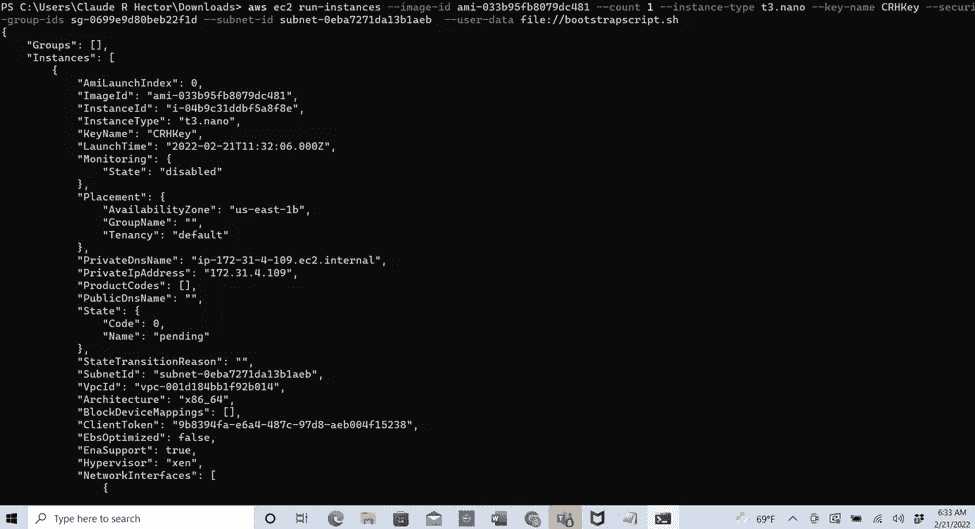 PS C:\Users\Claude R Hector\Downloads> aws ec2 run-instances --image-id ami-033b95fb8079dc481 --count 1 --instance-type t3.nano --key-name CRHKey --securi
-group-ids sg-0699e9d80beb22f1d --subnet-id subnet-0eba7271da13b1aeb  --user-data file://bootstrapscript.sh
{
    "Groups": [],
    "Instances": [
        {
            "AmiLaunchIndex": 0,
            "ImageId": "ami-033b95fb8079dc481",
            "InstanceId": "i-04b9c31ddbf5a8f8e",
            "InstanceType": "t3.nano",
            "KeyName": "CRHKey",
            "LaunchTime": "2022-02-21T11:32:06.000Z",
            "Monitoring": {
                "State": "disabled"
            },
            "Placement": {
                "AvailabilityZone": "us-east-1b",
                "GroupName": "",
                "Tenancy": "default"
            },
            "PrivateDnsName": "ip-172-31-4-109.ec2.internal",
            "PrivateIpAddress": "172.31.4.109",
            "ProductCodes": [],
            "PublicDnsName": "",
            "State": {
                "Code": 0,
                "Name": "pending"
            },
            "StateTransitionReason": "",
            "SubnetId": "subnet-0eba7271da13b1aeb",
            "VpcId": "vpc-001d184bb1f92b014",
            "Architecture": "x86_64",
            "BlockDeviceMappings": [],
            "ClientToken": "9b8394fa-e6a4-487c-97d8-aeb004f15238",
            "EbsOptimized": false,
            "EnaSupport": true,
            "Hypervisor": "xen",
            "NetworkInterfaces": [
                {
Type here to search
69°F
6:33 AM
2/21/2022